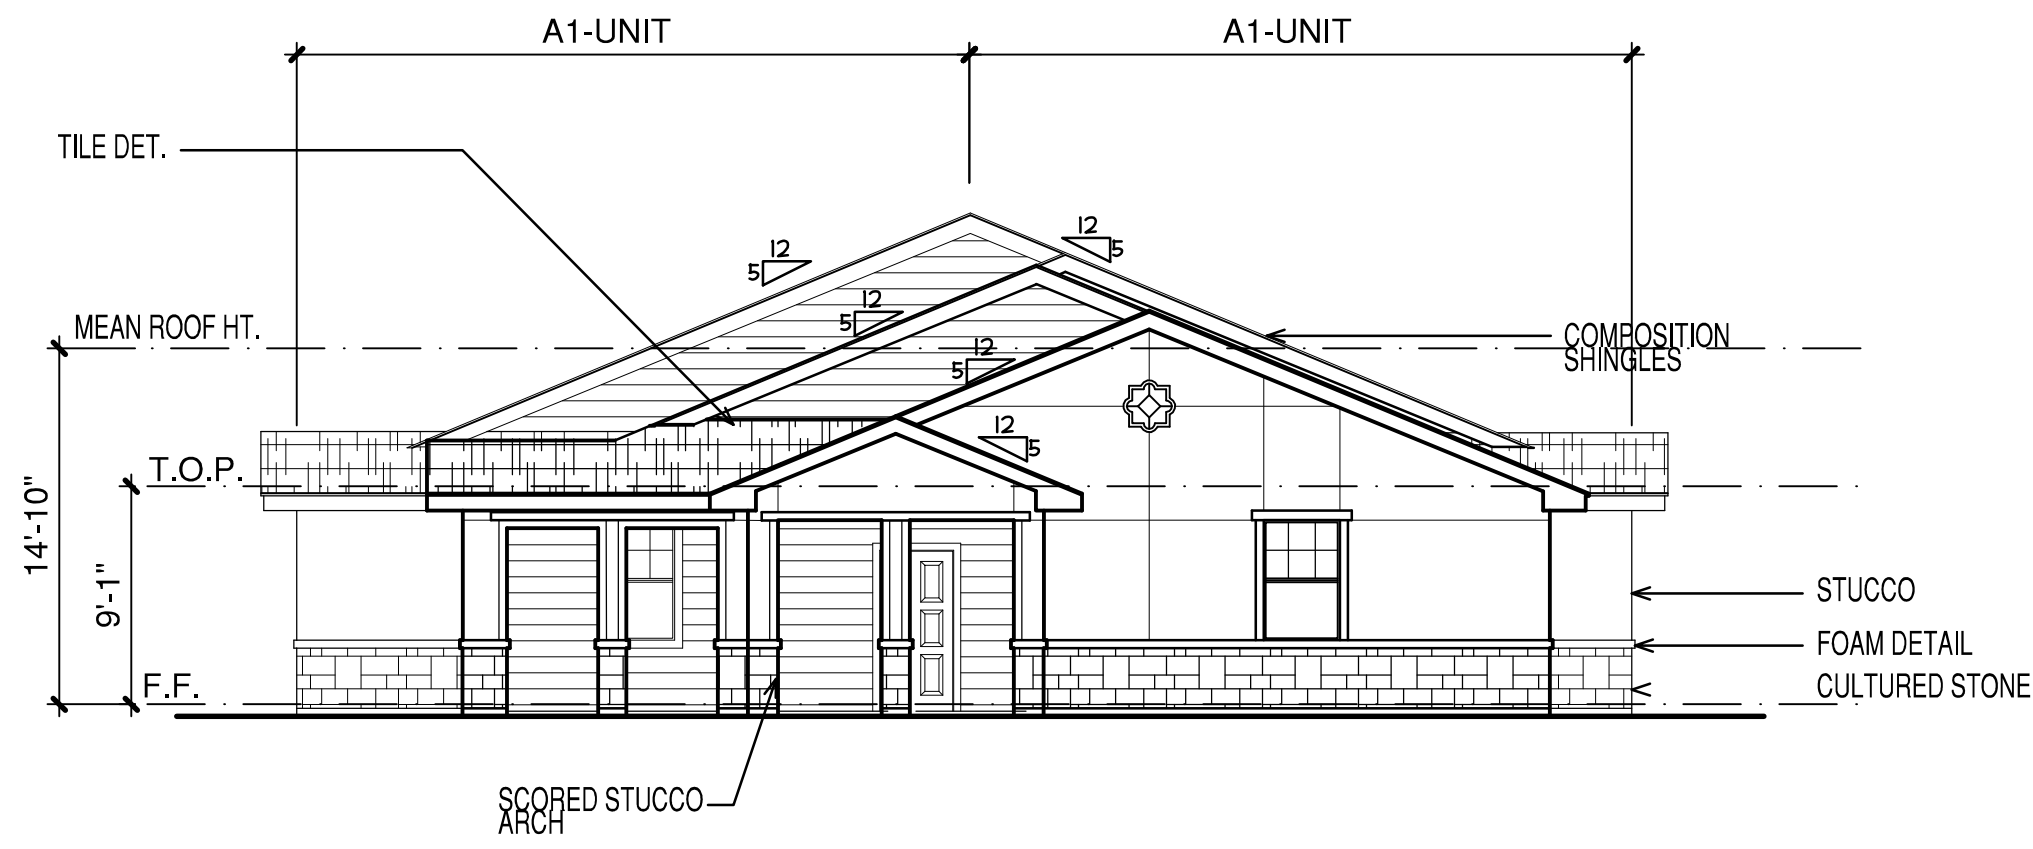 A1-UNIT
A1-UNIT
TILE DET.
12
5
12
5
MEAN ROOF HT.
12
5
12
5
COMPOSITION
SHINGLES
12
5
T.O.P.
14'-10"
9'-1"
STUCCO
FOAM DETAIL
F.F.
CULTURED STONE
SCORED STUCCO
ARCH